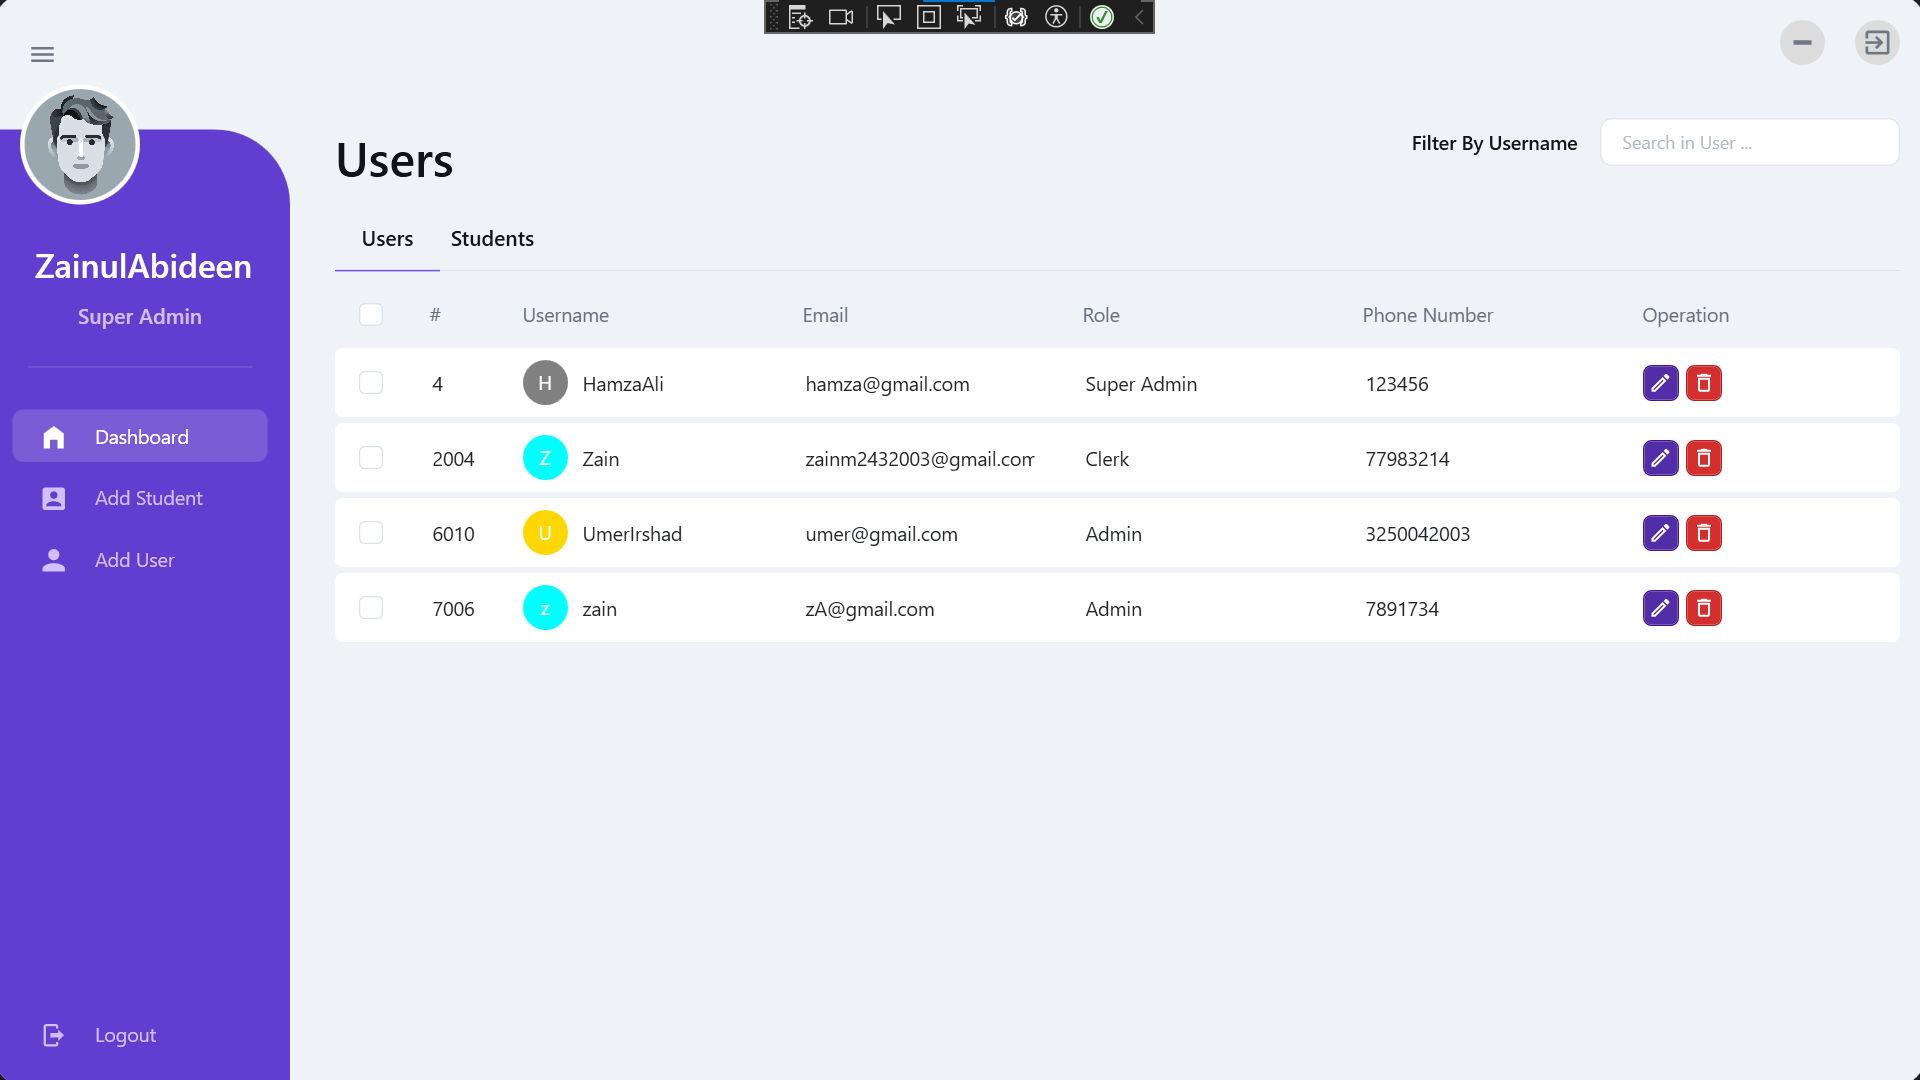 ZainulAbideen
Super Admin
Dashboard
Add Student
Add User
Logout
Users
Filter By Username
Search in User ...
Users Students
# Username Email Role Phone Number Operation
4 H HamzaAli hamza@gmail.com Super Admin 123456
2004 Z Zain zainm2432003@gmail.com Clerk 77983214
6010 U UmerIrshad umer@gmail.com Admin 3250042003
7006 z zain zA@gmail.com Admin 7891734